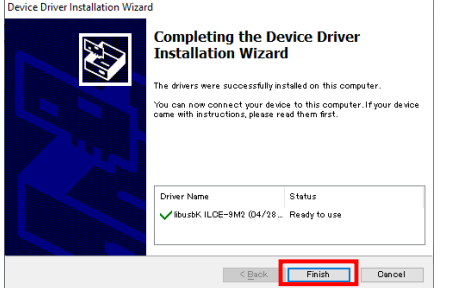 Device Driver Installation Wizard
Completing the Device Driver
Installation Wizard
The drivers were successfully installed on this computer.
You can now connect your device to this computer. If your device
came with instructions, please read them first.
Driver Name Status
libusbK ILCE-9M2 (04/28... Ready to use
< Back Finish Cancel